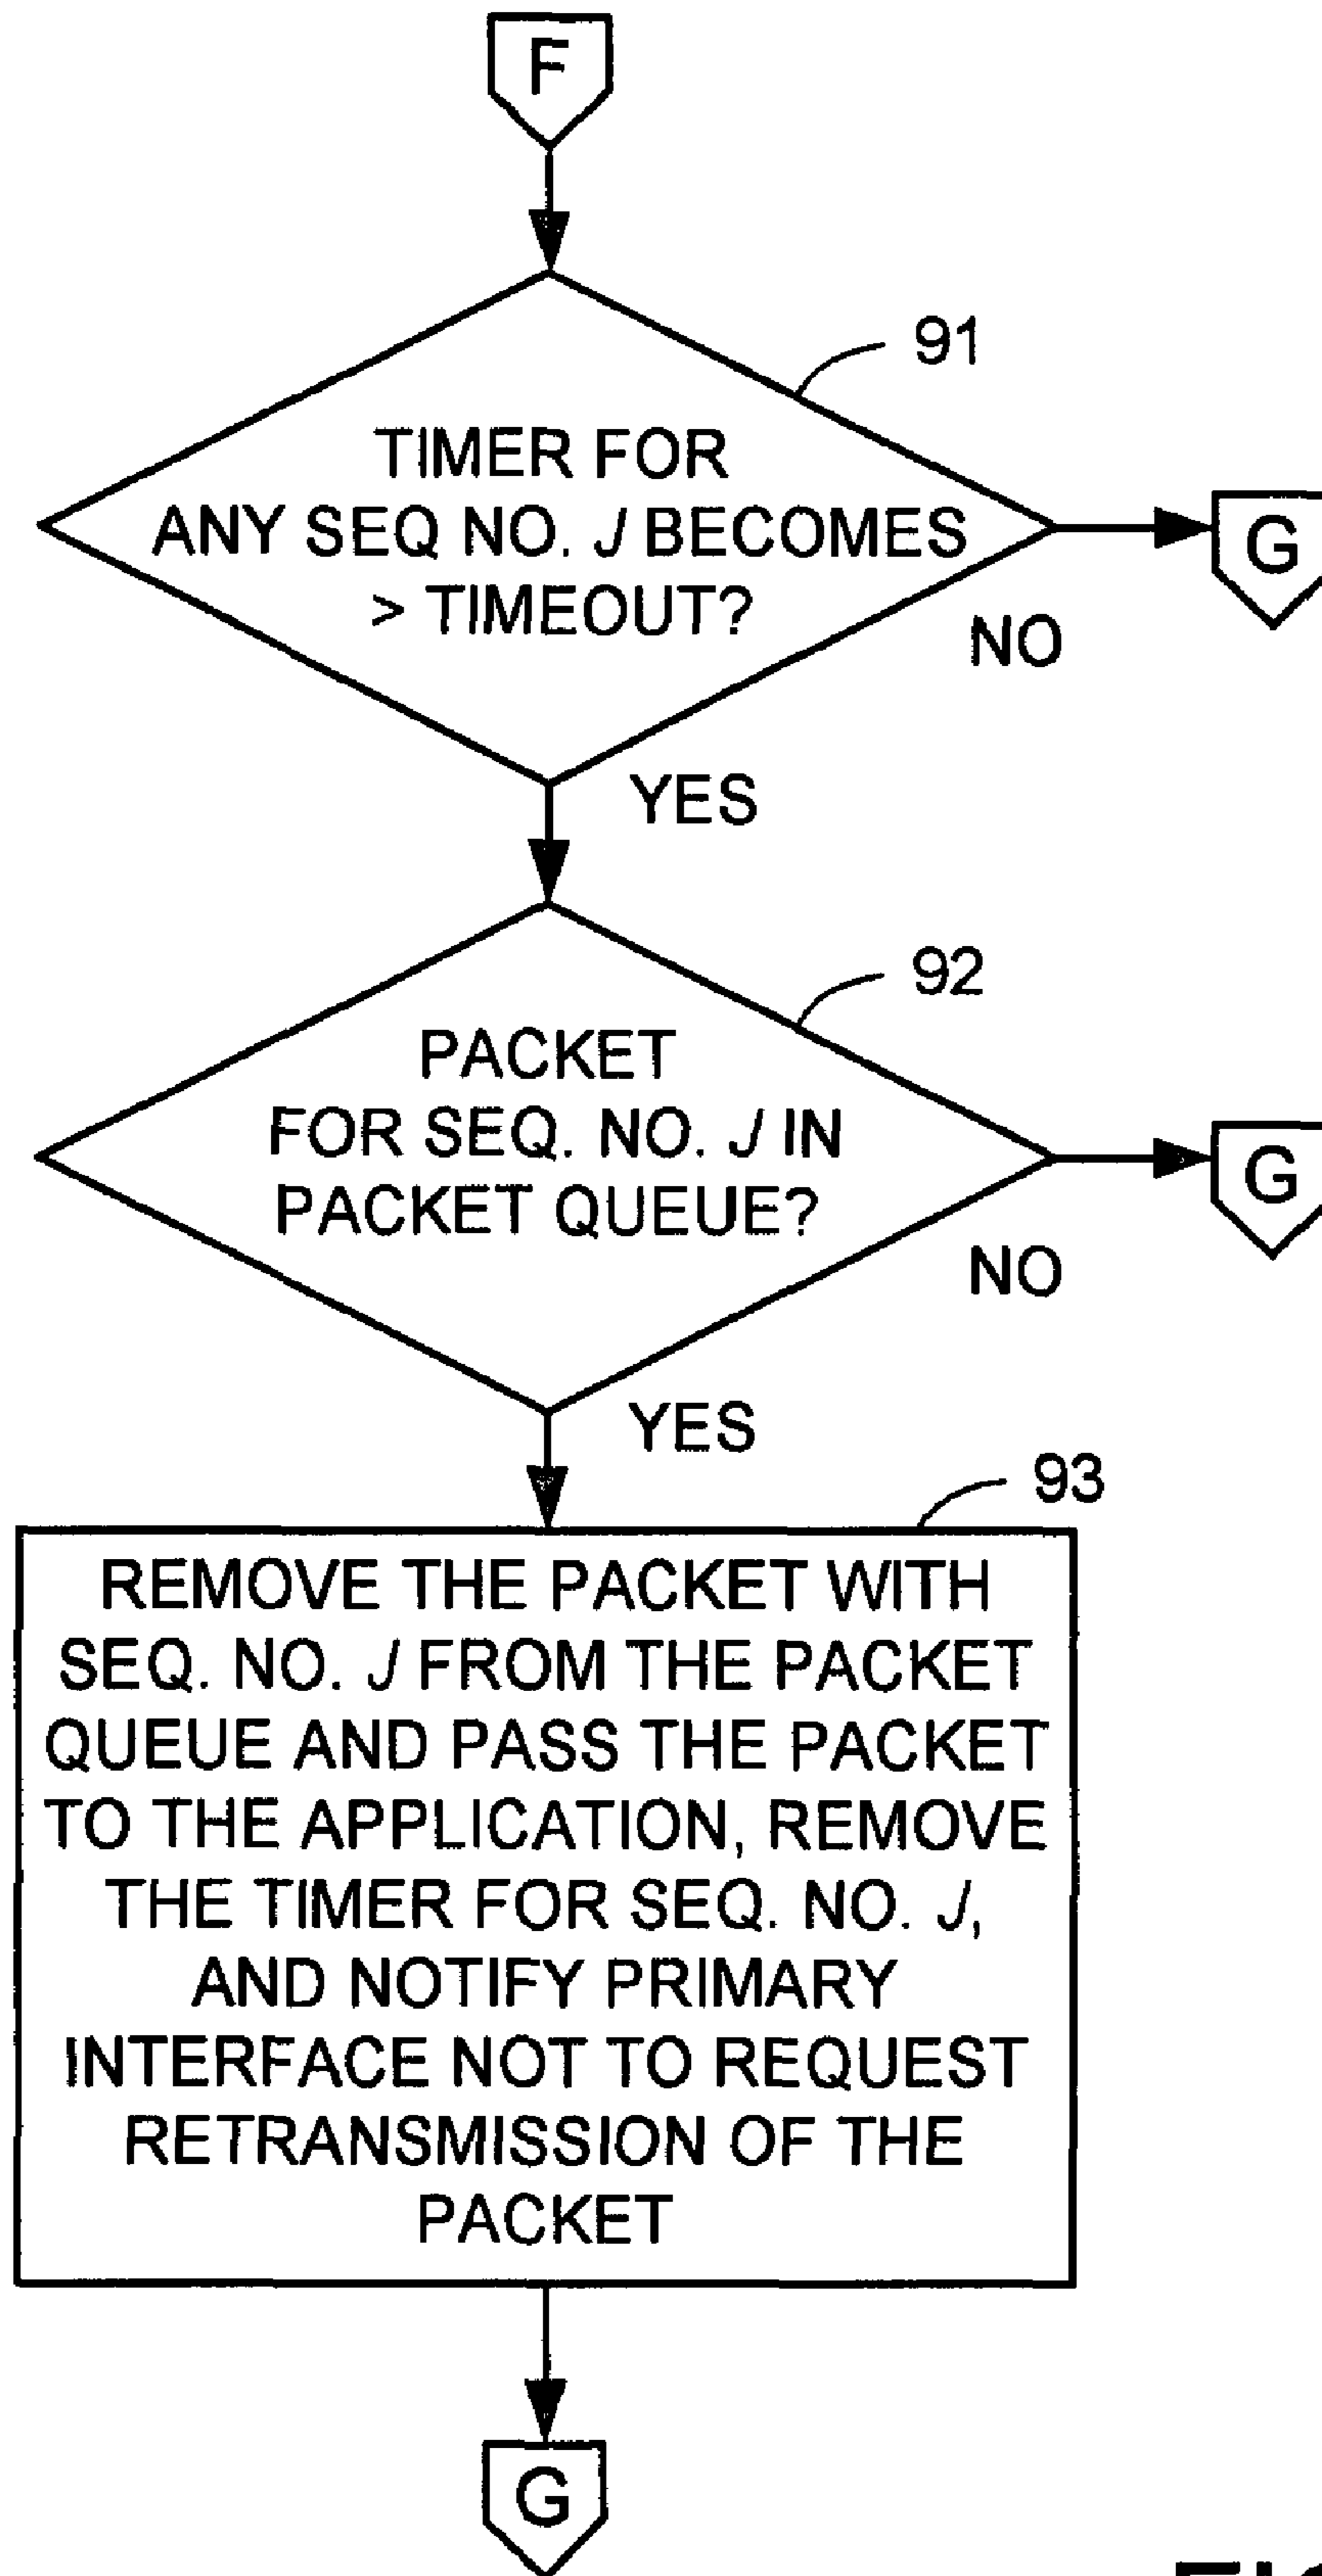 F
91
TIMER FOR
ANY SEQ NO. J BECOMES
> TIMEOUT?
G
NO
YES
92
PACKET
FOR SEQ. NO. J IN
PACKET QUEUE?
G
NO
YES
93
REMOVE THE PACKET WITH
SEQ. NO. J FROM THE PACKET
QUEUE AND PASS THE PACKET
TO THE APPLICATION, REMOVE
THE TIMER FOR SEQ. NO. J,
AND NOTIFY PRIMARY
INTERFACE NOT TO REQUEST
RETRANSMISSION OF THE
PACKET
G